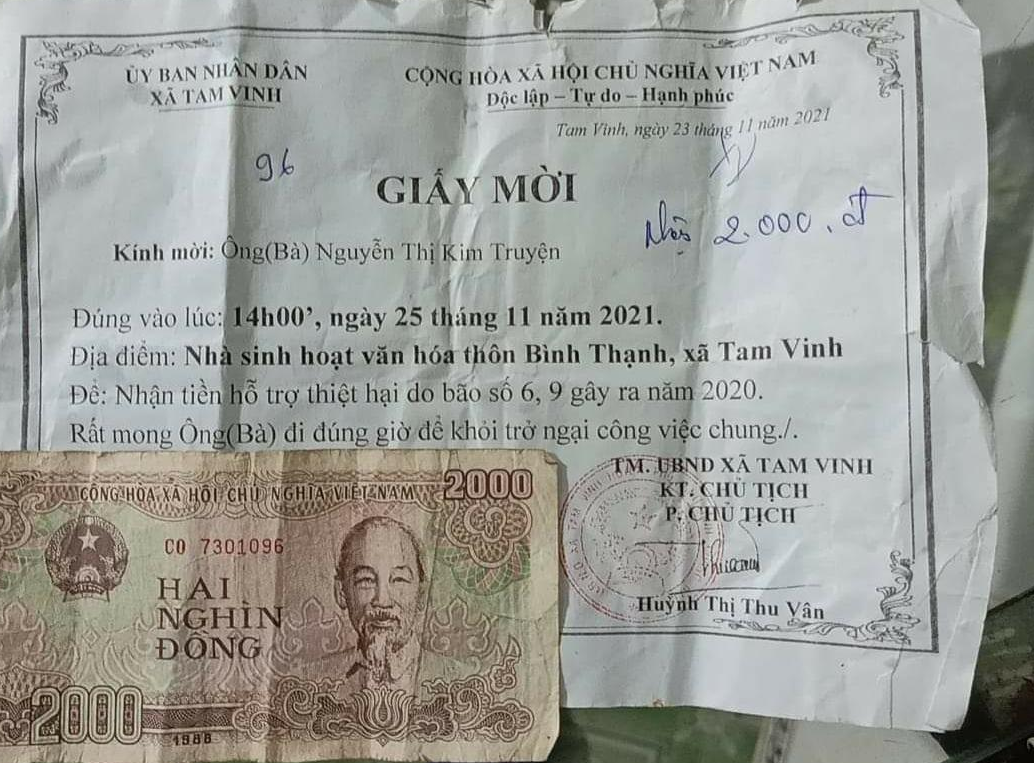 ỦY BAN NHÂN DÂN
XÃ TAM VINH
CỘNG HÒA XÃ HỘI CHỦ NGHĨA VIỆT NAM
Độc lập – Tự do – Hạnh phúc
Tam Vinh, ngày 23 tháng 11 năm 2021
96
GIẤY MỜI
2.000.đ
Kính mời: Ông(Bà) Nguyễn Thị Kim Truyện
Đúng vào lúc: 14h00’, ngày 25 tháng 11 năm 2021.
Địa điểm: Nhà sinh hoạt văn hóa thôn Bình Thạnh, xã Tam Vinh
Để: Nhận tiền hỗ trợ thiệt hại do bão số 6, 9 gây ra năm 2020.
Rất mong Ông(Bà) đi đúng giờ để khỏi trở ngại công việc chung./.
TM. UBND XÃ TAM VINH
KT. CHỦ TỊCH
P. CHỦ TỊCH
Huỳnh Thị Thu Vân
CỘNG HÒA XÃ HỘI CHỦ NGHĨA VIỆT NAM
2000
CO 7301096
HAI
NGHÌN
ĐỒNG
2000
1988